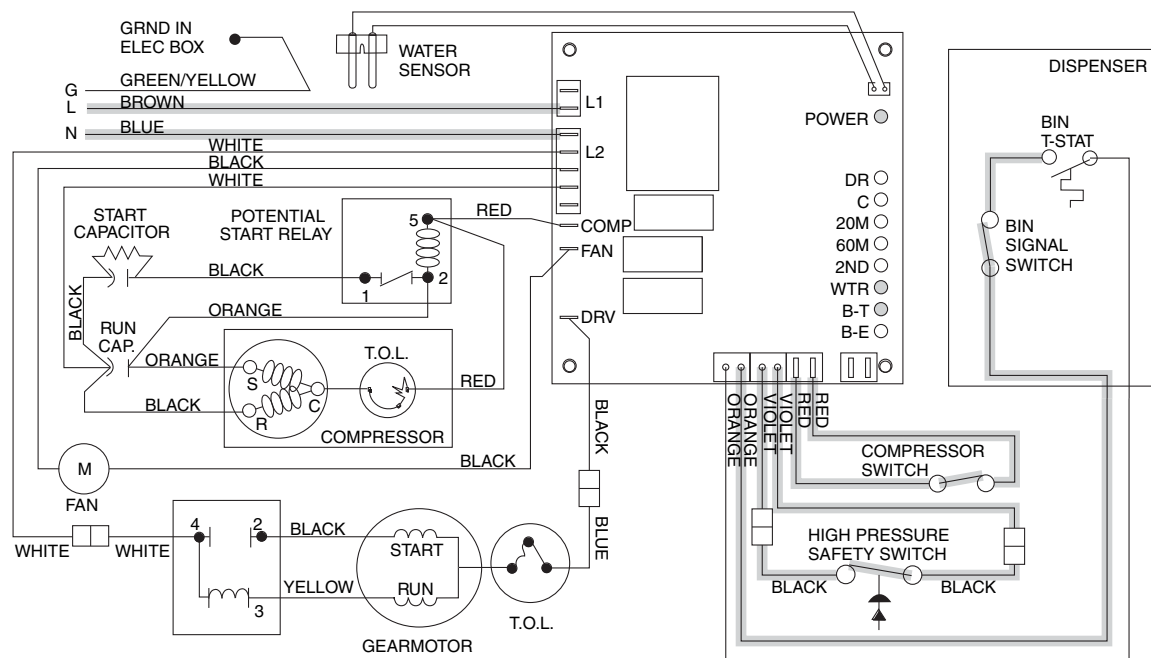 GRND IN
ELEC BOX
WATER
SENSOR
DISPENSER
G
GREEN/YELLOW
L
BROWN
L1
N
BLUE
POWER
BIN
T-STAT
WHITE
L2
BLACK
WHITE
START
CAPACITOR
POTENTIAL
START RELAY
5
RED
COMP
FAN
DR
C
20M
60M
2ND
WTR
B-T
B-E
BIN
SIGNAL
SWITCH
BLACK
1
2
ORANGE
DRV
BLACK
RUN
CAP.
ORANGE
S
C
R
T.O.L.
RED
BLACK
COMPRESSOR
ORANGE
ORANGE
VIOLET
VIOLET
RED
RED
BLACK
M
FAN
BLACK
COMPRESSOR
SWITCH
WHITE
WHITE
4
2
BLACK
START
BLUE
HIGH PRESSURE
SAFETY SWITCH
YELLOW
RUN
3
BLACK
BLACK
GEARMOTOR
T.O.L.